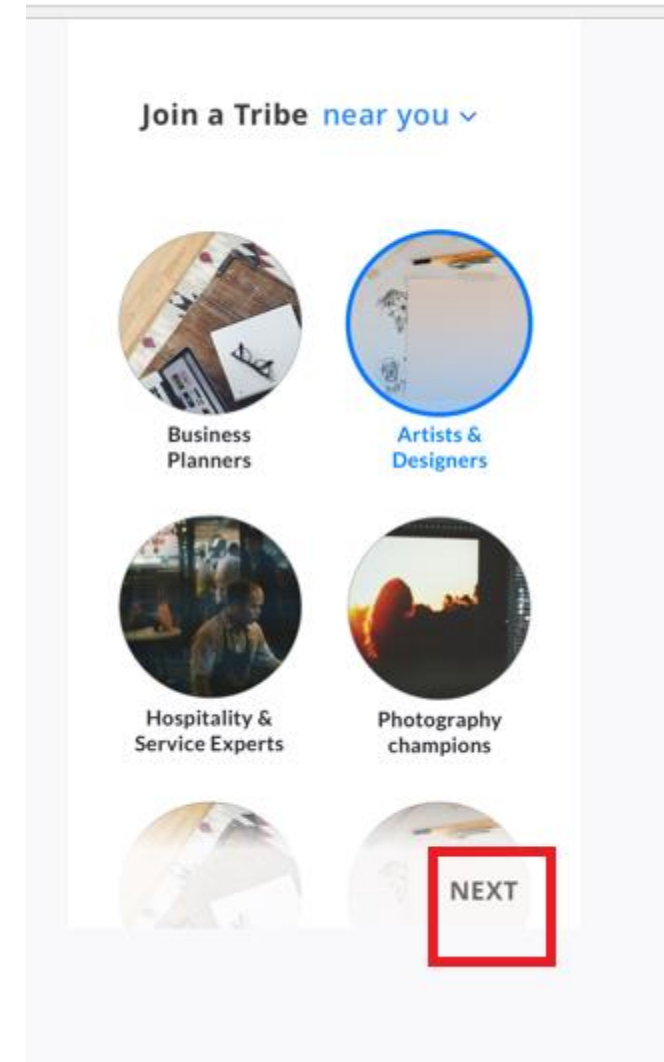 Join a Tribe near you
Business
Planners
Artists &
Designers
Hospitality &
Service Experts
Photography
champions
NEXT